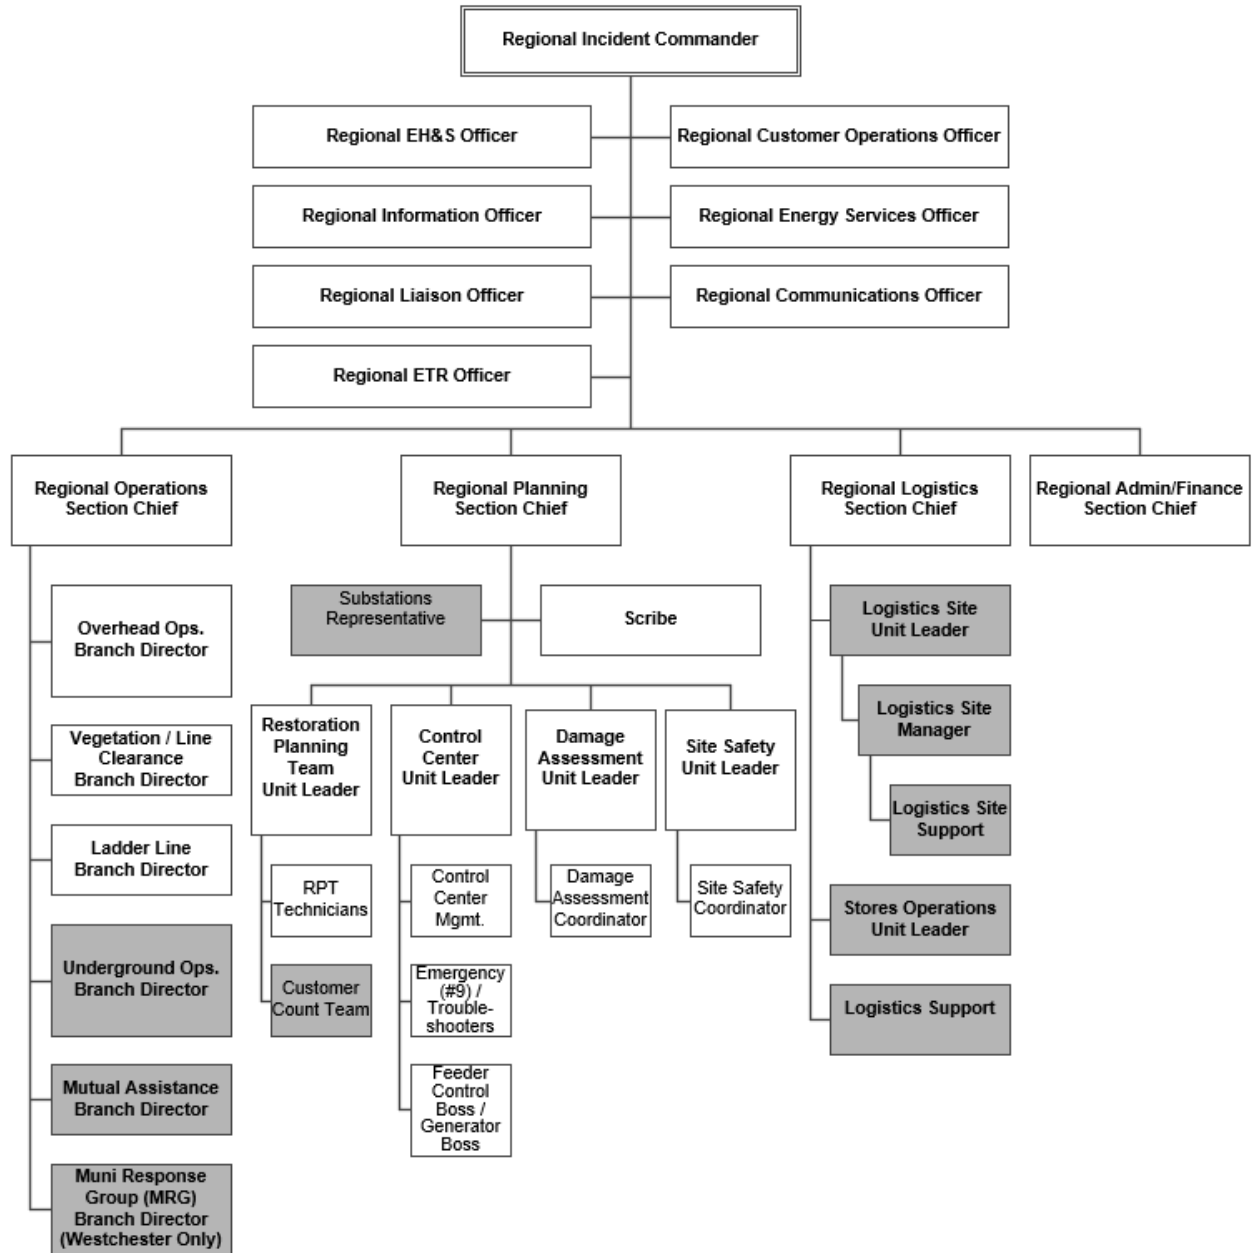 Regional Incident Commander
Regional EH&S Officer
Regional Customer Operations Officer
Regional Information Officer
Regional Energy Services Officer
Regional Liaison Officer
Regional Communications Officer
Regional ETR Officer
Regional Operations
Section Chief
Regional Planning
Section Chief
Regional Logistics
Section Chief
Regional Admin/Finance
Section Chief
Overhead Ops.
Branch Director
Vegetation / Line
Clearance
Branch Director
Ladder Line
Branch Director
Underground Ops.
Branch Director
Mutual Assistance
Branch Director
Muni Response
Group (MRG)
Branch Director
(Westchester Only)
Substations
Representative
Scribe
Restoration
Planning
Team
Unit Leader
RPT
Technicians
Customer
Count Team
Control
Center
Unit Leader
Control
Center
Mgmt.
Emergency
(#9) /
Trouble-
shooters
Feeder
Control
Boss /
Generator
Boss
Damage
Assessment
Unit Leader
Damage
Assessment
Coordinator
Site Safety
Unit Leader
Site Safety
Coordinator
Logistics Site
Unit Leader
Logistics Site
Manager
Logistics Site
Support
Stores Operations
Unit Leader
Logistics Support